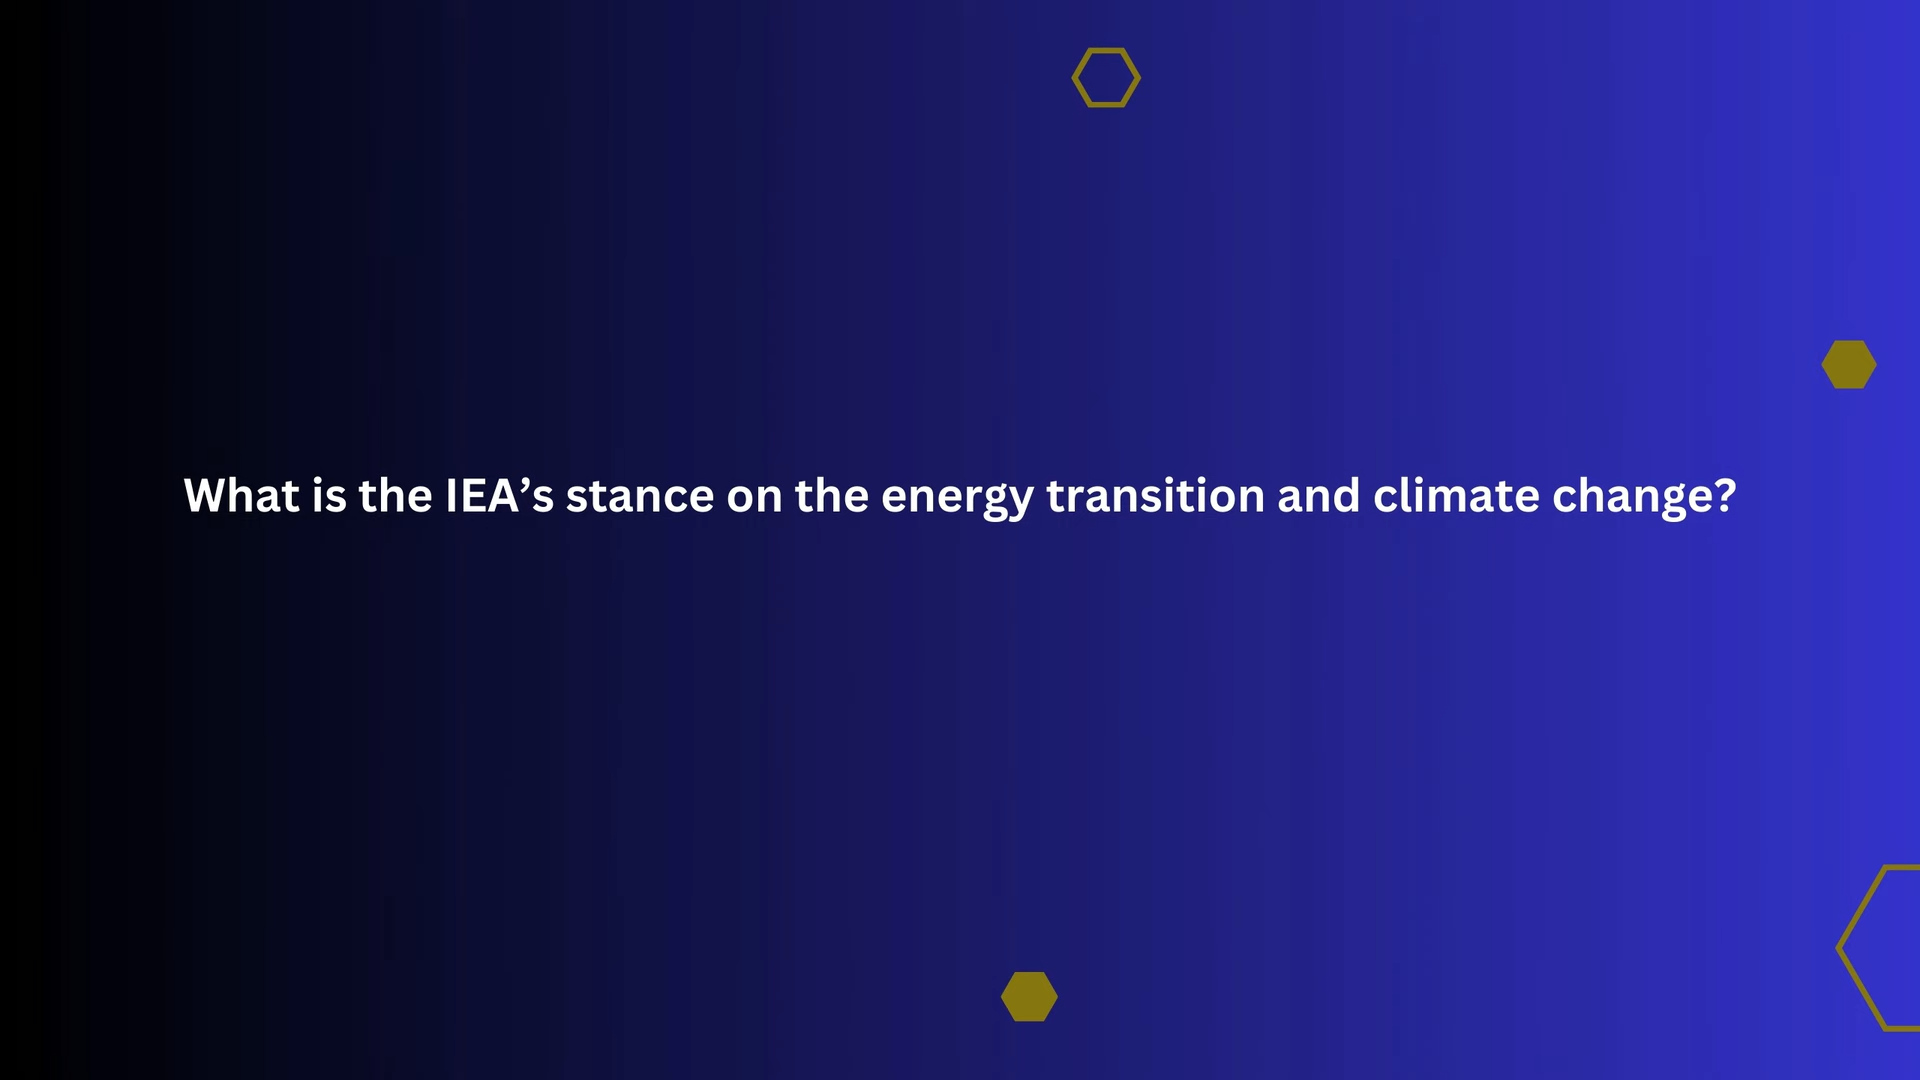 What is the IEA’s stance on the energy transition and climate change?